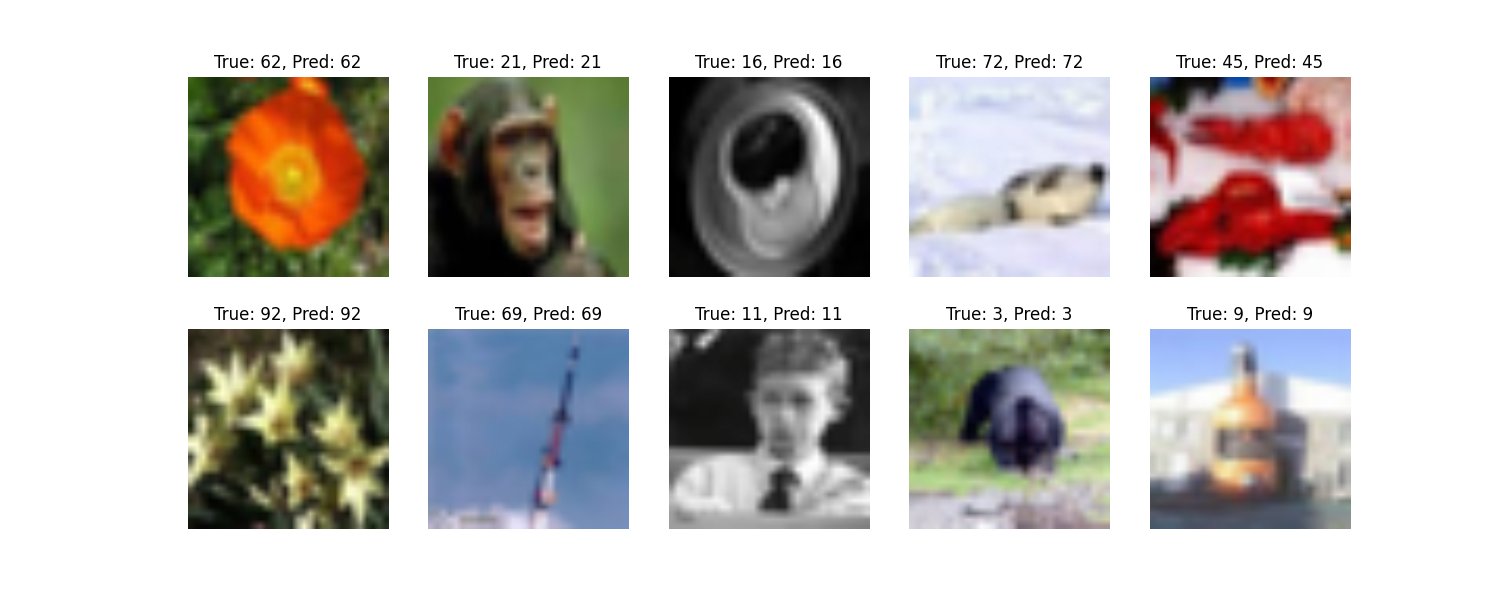 True: 62, Pred: 62
True: 21, Pred: 21
True: 16, Pred: 16
True: 72, Pred: 72
True: 45, Pred: 45
True: 92, Pred: 92
True: 69, Pred: 69
True: 11, Pred: 11
True: 3, Pred: 3
True: 9, Pred: 9